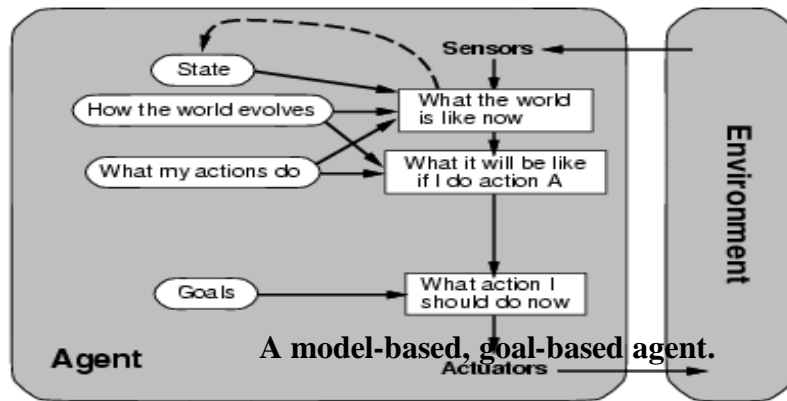 Sensors
State
How the world evolves
What the world
is like now
What my actions do
What it will be like
if I do action A
Goals
What action I
should do now
A model-based, goal-based agent.
Agent
Actuators
Environment